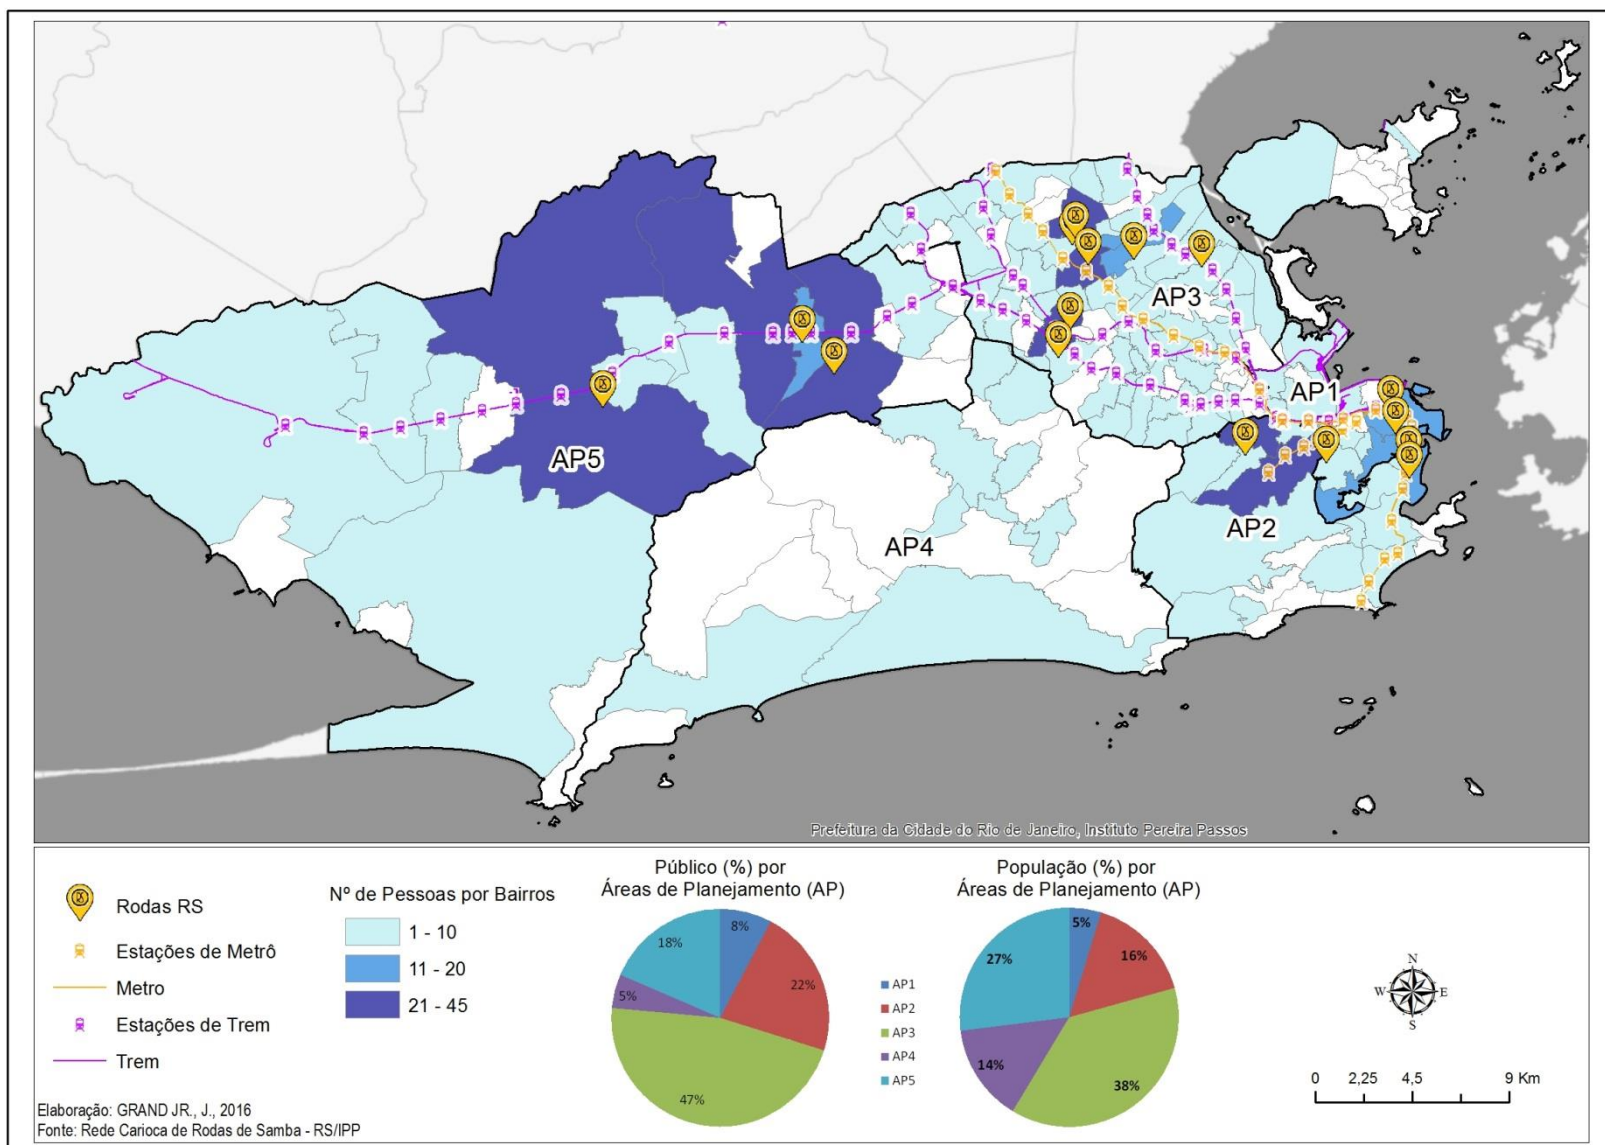 AP3
AP1
AP5
AP2
AP4
Prefeitura da Cidade do Rio de Janeiro, Instituto Pereira Passos
Rodas RS
Estações de Metrô
Metro
Estações de Trem
Trem
Elaboração: GRAND JR., J., 2016
Fonte: Rede Carioca de Rodas de Samba - RS/IPP
Nº de Pessoas por Bairros
1 - 10
11 - 20
21 - 45
Público (%) por
Áreas de Planejamento (AP)
8%
22%
47%
5%
18%
AP1
AP2
AP3
AP4
AP5
População (%) por
Áreas de Planejamento (AP)
5%
16%
38%
14%
27%
N
W E
S
0 2,25 4,5 9 Km